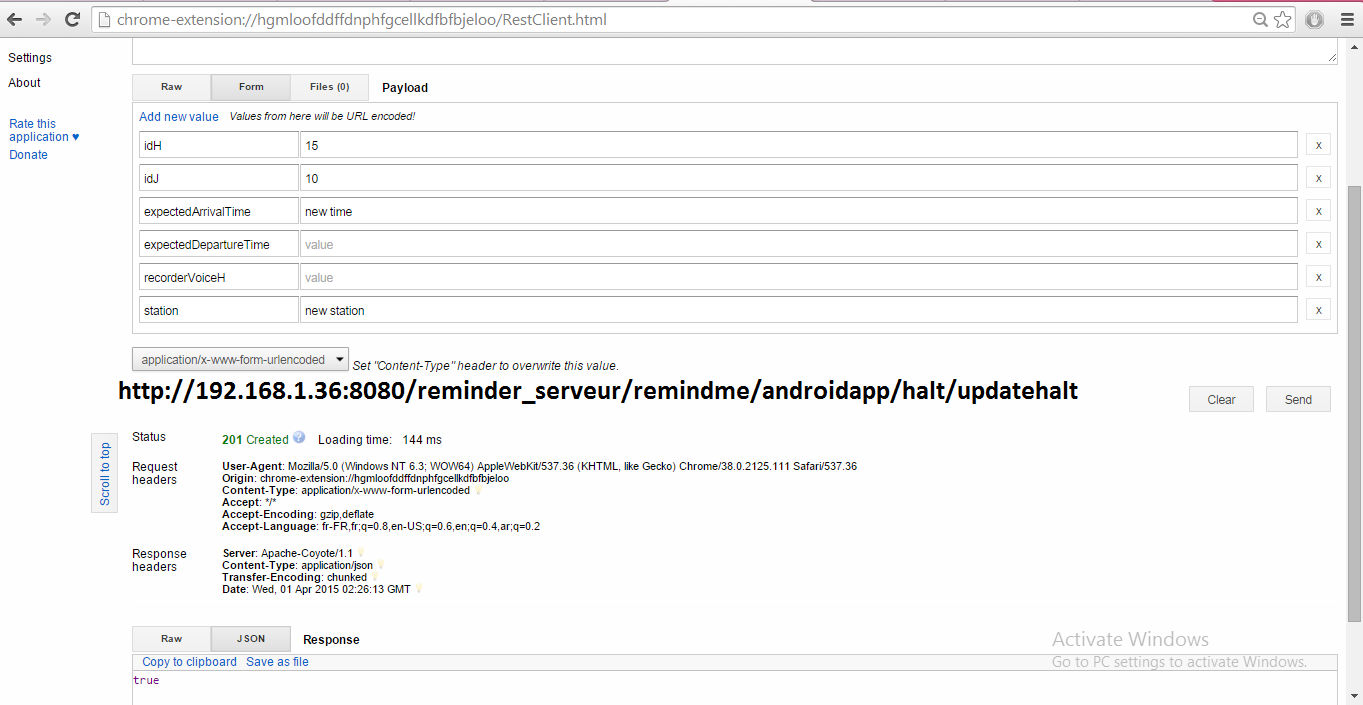 chrome-extension://hgmloofddffdnphfgcellkdfbfbjeloo/RestClient.html
Settings
About
Rate this
application ♥
Donate
Raw Form Files (0) Payload
Add new value Values from here will be URL encoded!
idH 15 x
idJ 10 x
expectedArrivalTime new time x
expectedDepartureTime value x
recorderVoiceH value x
station new station x
application/x-www-form-urlencoded Set "Content-Type" header to overwrite this value.
http://192.168.1.36:8080/reminder_serveur/remindme/androidapp/halt/updatehalt
Clear Send
Scroll to top
Status 201 Created ? Loading time: 144 ms
Request
headers
User-Agent: Mozilla/5.0 (Windows NT 6.3; WOW64) AppleWebKit/537.36 (KHTML, like Gecko) Chrome/38.0.2125.111 Safari/537.36
Origin: chrome-extension://hgmloofddffdnphfgcellkdfbfbjeloo
Content-Type: application/x-www-form-urlencoded
Accept: */*
Accept-Encoding: gzip,deflate
Accept-Language: fr-FR,fr;q=0.8,en-US;q=0.6,en;q=0.4,ar;q=0.2
Response
headers
Server: Apache-Coyote/1.1
Content-Type: application/json
Transfer-Encoding: chunked
Date: Wed, 01 Apr 2015 02:26:13 GMT
Raw JSON Response
Copy to clipboard Save as file
true
Activate Windows
Go to PC settings to activate Windows.